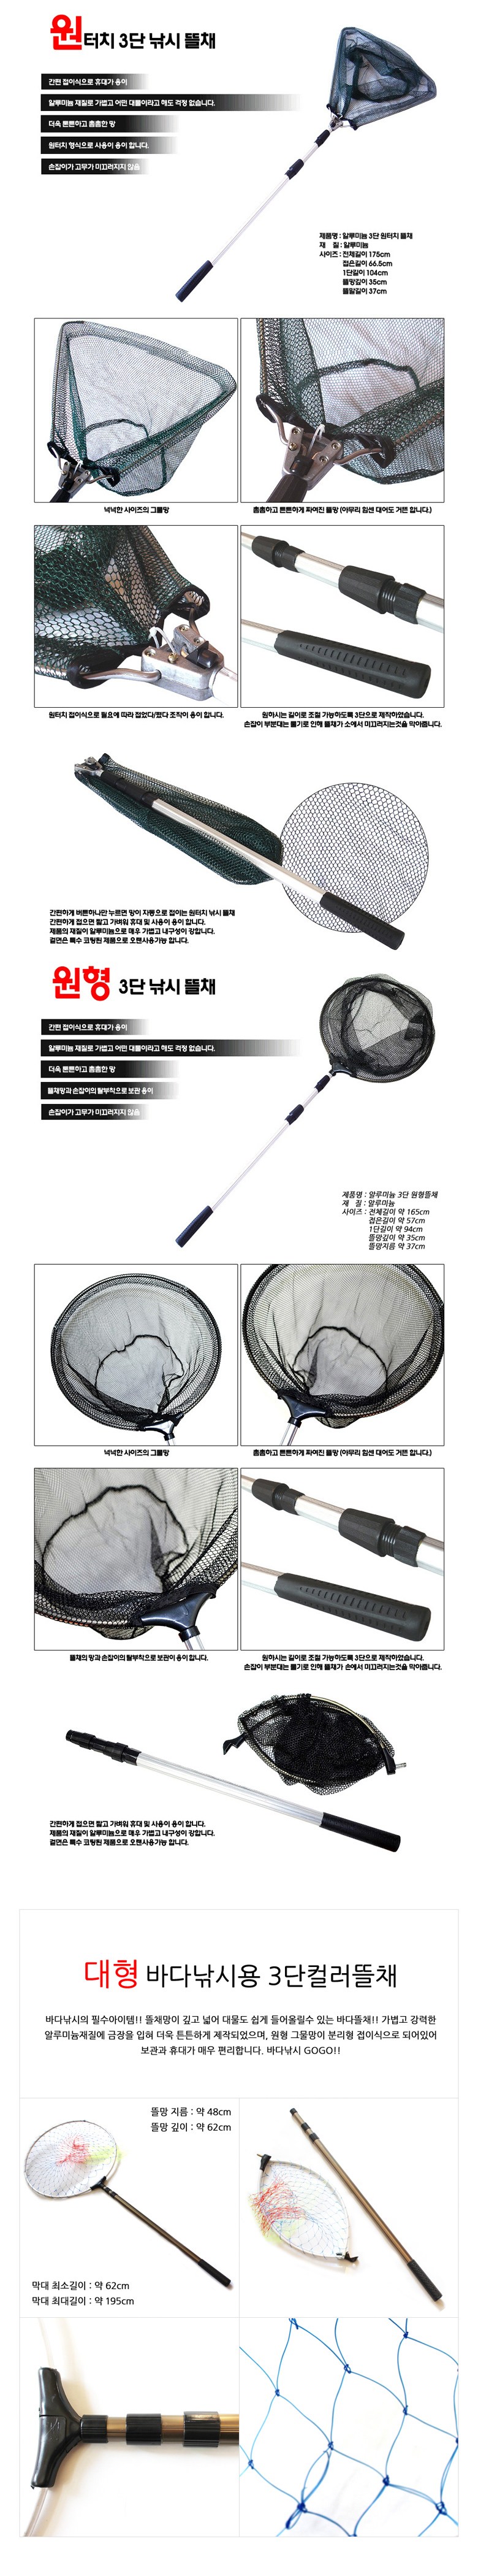 원터치 3단 낚시 뜰채
간편 접이식으로 휴대가 용이
알루미늄 재질로 가볍고 어떤 대물이라고 해도 걱정 없습니다.
더욱 튼튼하고 촘촘한 망
원터치 형식으로 사용이 용이 합니다.
손잡이가 고무가 미끄러지지 않음
제품명 : 알루미늄 3단 원터치 뜰채
재 질 : 알루미늄
사이즈 : 전체길이 175cm
접은길이 66.5cm
1단길이 104cm
뜰망깊이 35cm
뜰말길이 37cm
넉넉한 사이즈의 그물망
촘촘하고 튼튼하게 짜여진 뜰망 (아무리 힘센 대어도 거뜬 합니다.)
원터치 접이식으로 필요에 따라 접었다/폈다 조작이 용이 합니다.
원하시는 길이로 조절 가능하도록 3단으로 제작하였습니다.
손잡이 부분대는 돌기로 인해 뜰채가 소에서 미끄러지는것을 막아줍니다.
간편하게 버튼하나만 누르면 망이 자동으로 접이는 원터치 낚시 뜰채
간편하게 접으면 짧고 가벼워 휴대 및 사용이 용이 합니다.
제품의 재질이 알루미늄으로 매우 가볍고 내구성이 강합니다.
겉면은 특수 코팅된 제품으로 오랜사용가능 합니다.
원형 3단 낚시 뜰채
간편 접이식으로 휴대가 용이
알루미늄 재질로 가볍고 어떤 대물이라고 해도 걱정 없습니다.
더욱 튼튼하고 촘촘한 망
뜰채망과 손잡이의 탈부착으로 보관 용이
손잡이가 고무가 미끄러지지 않음
제품명 : 알루미늄 3단 원형뜰채
재 질 : 알루미늄
사이즈 : 전체길이 약 165cm
접은길이 약 57cm
1단길이 약 94cm
뜰망깊이 약 35cm
뜰망지름 약 37cm
넉넉한 사이즈의 그물망
촘촘하고 튼튼하게 짜여진 뜰망 (아무리 힘센 대어도 거뜬 합니다.)
뜰채의 망과 손잡이의 탈부착으로 보관이 용이 합니다.
원하시는 길이로 조절 가능하도록 3단으로 제작하였습니다.
손잡이 부분대는 돌기로 인해 뜰채가 손에서 미끄러지는것을 막아줍니다.
간편하게 접으면 짧고 가벼워 휴대 및 사용이 용이 합니다.
제품의 재질이 알루미늄으로 매우 가볍고 내구성이 강합니다.
겉면은 특수 코팅된 제품으로 오랜사용가능 합니다.
대형 바다낚시용 3단컬러뜰채
바다낚시의 필수아이템!! 뜰채망이 깊고 넓어 대물도 쉽게 들어올릴수 있는 바다뜰채!! 가볍고 강력한
알루미늄재질에 금장을 입혀 더욱 튼튼하게 제작되었으며, 원형 그물망이 분리형 접이식으로 되어있어
보관과 휴대가 매우 편리합니다. 바다낚시 GOGO!!
뜰망 지름 : 약 48cm
뜰망 깊이 : 약 62cm
막대 최소길이 : 약 62cm
막대 최대길이 : 약 195cm